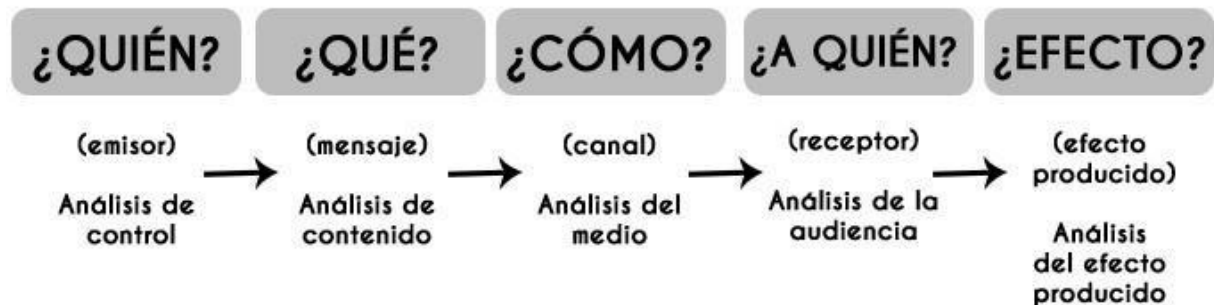 ¿QUIÉN?
(emisor)
Análisis de
control
¿QUÉ?
(mensaje)
Análisis de
contenido
¿CÓMO?
(canal)
Análisis del
medio
¿A QUIÉN?
(receptor)
Análisis de la
audiencia
¿EFECTO?
(efecto
producido)
Análisis
del efecto
producido